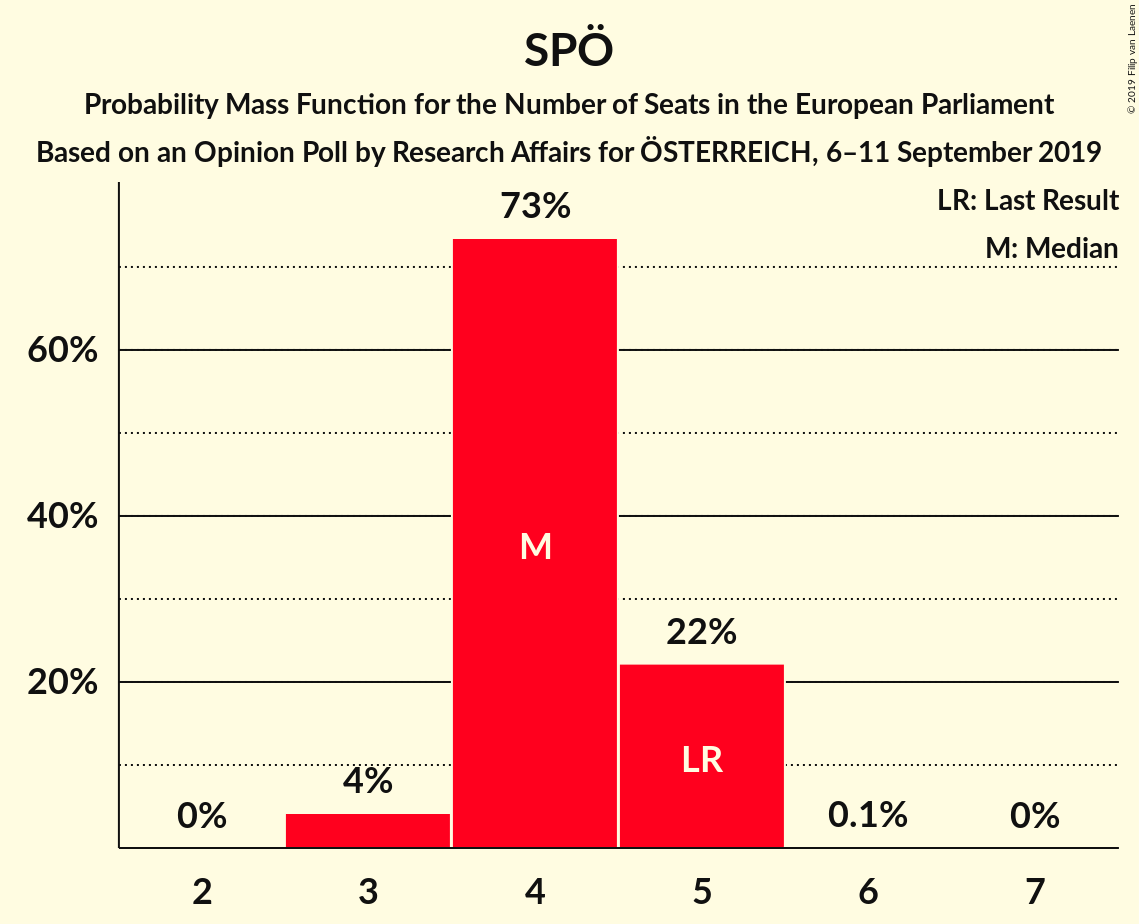 SPÖ
Probability Mass Function for the Number of Seats in the European Parliament
Based on an Opinion Poll by Research Affairs for ÖSTERREICH, 6–11 September 2019
© 2019 Filip van Laenen
LR: Last Result
M: Median
73%
60%
40%
20%
M
22%
LR
4%
0%
0.1%
0%
2 3 4 5 6 7